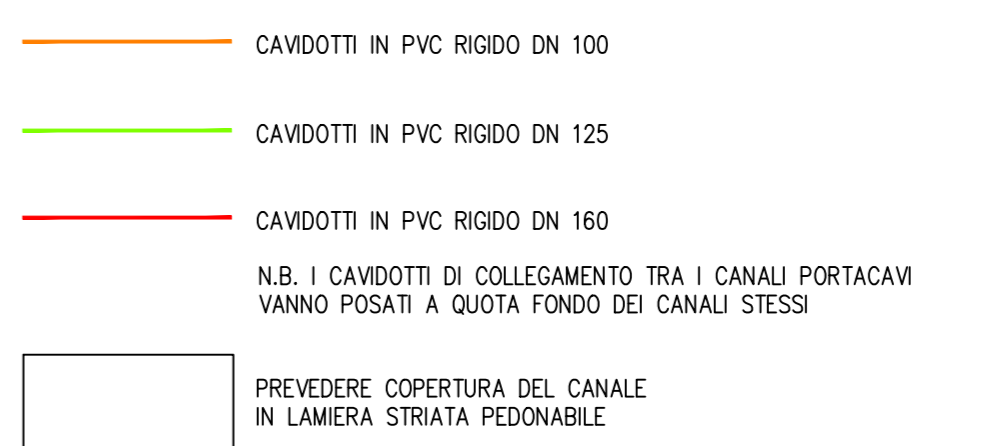 CAVIDOTTI IN PVC RIGIDO DN 100
CAVIDOTTI IN PVC RIGIDO DN 125
CAVIDOTTI IN PVC RIGIDO DN 160
N.B. I CAVIDOTTI DI COLLEGAMENTO TRA I CANALI PORTACAVI
VANNO POSATI A QUOTA FONDO DEI CANALI STESSI
PREVEDERE COPERTURA DEL CANALE
IN LAMIERA STRIATA PEDONABILE